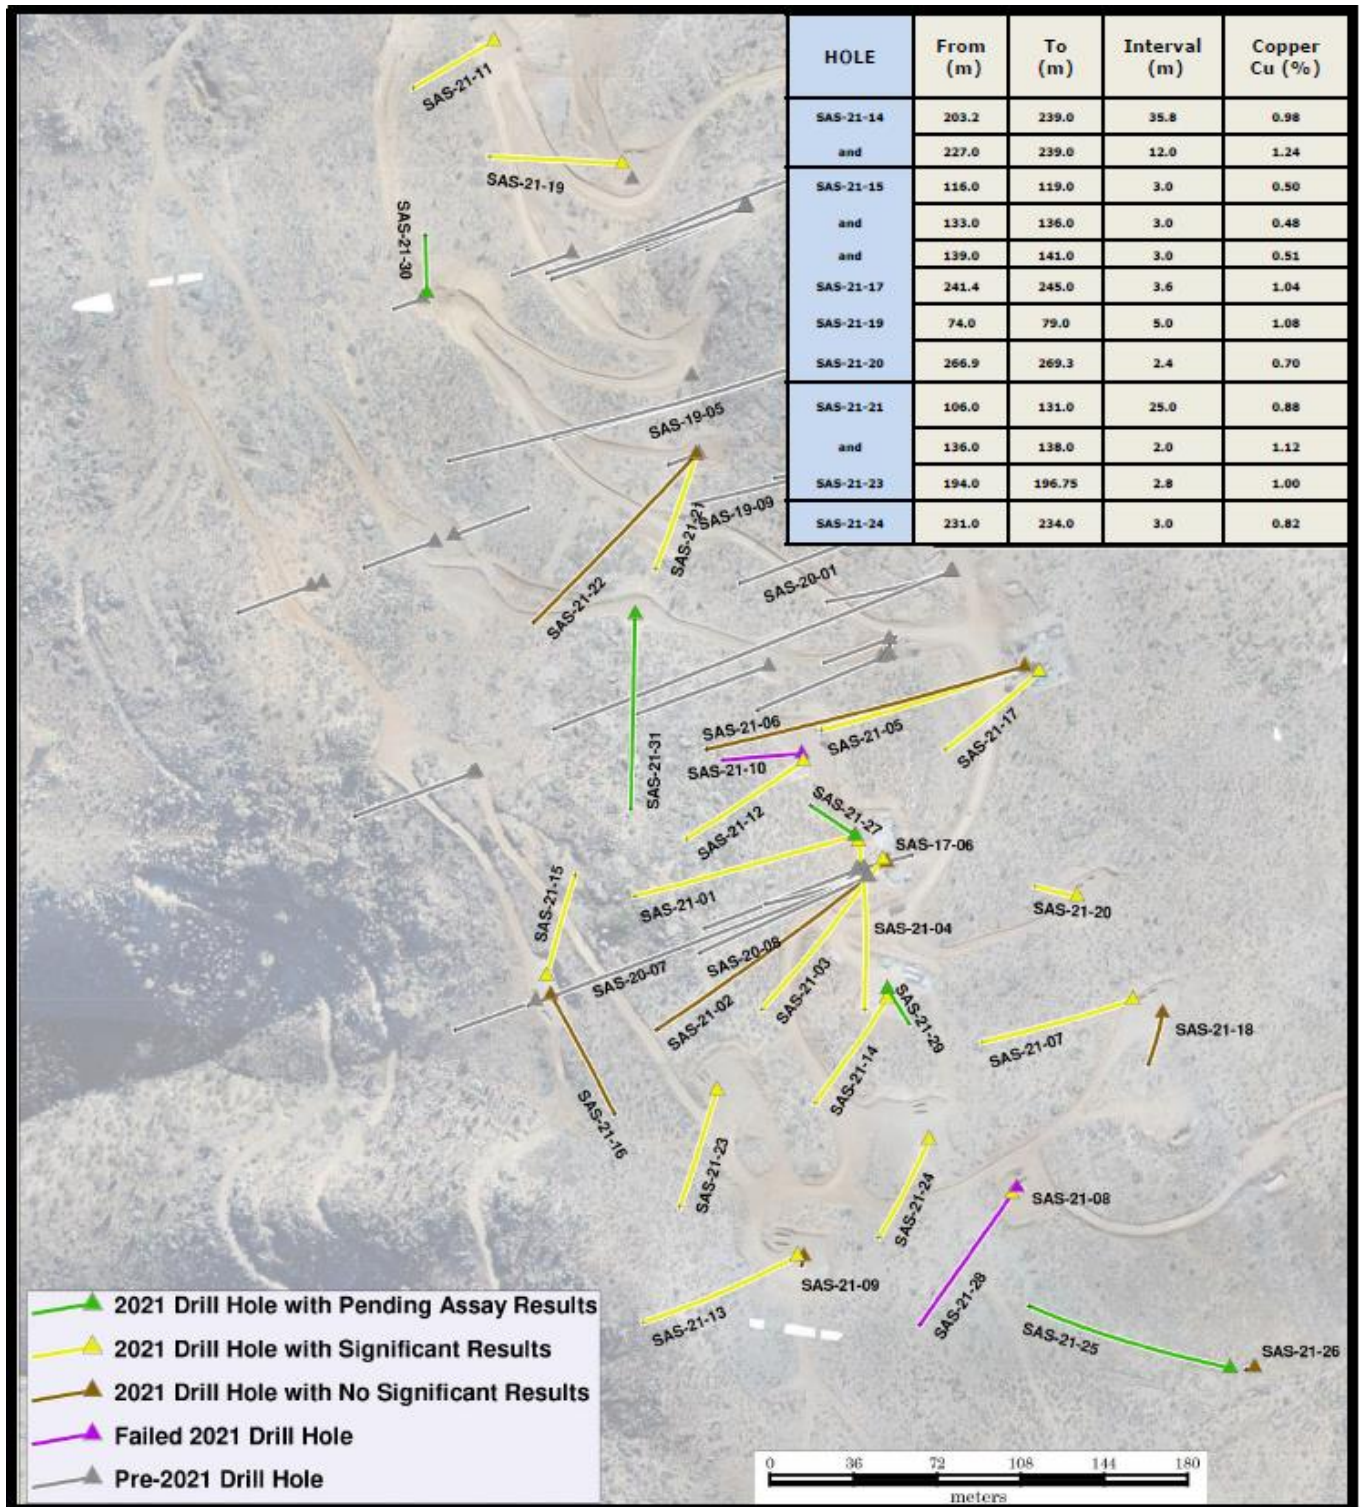 HOLE From (m) To (m) Interval (m) Copper Cu (%)
SAS-21-14 203.2 239.0 35.8 0.98
and 227.0 239.0 12.0 1.24
SAS-21-15 116.0 119.0 3.0 0.50
and 133.0 136.0 3.0 0.48
and 139.0 141.0 3.0 0.51
SAS-21-17 241.4 245.0 3.6 1.04
SAS-21-19 74.0 79.0 5.0 1.08
SAS-21-20 266.9 269.3 2.4 0.70
SAS-21-21 106.0 131.0 25.0 0.88
and 136.0 138.0 2.0 1.12
SAS-21-23 194.0 196.75 2.8 1.00
SAS-21-24 231.0 234.0 3.0 0.82
SAS-21-11
SAS-21-19
SAS-21-30
SAS-19-05
SAS-21-21
SAS-19-09
SAS-20-01
SAS-21-22
SAS-21-06
SAS-21-05
SAS-21-17
SAS-21-31
SAS-21-10
SAS-21-12
SAS-21-27
SAS-17-06
SAS-21-15
SAS-21-01
SAS-21-20
SAS-21-04
SAS-20-08
SAS-20-07
SAS-21-03
SAS-21-02
SAS-21-29
SAS-21-07
SAS-21-18
SAS-21-14
SAS-21-16
SAS-21-23
SAS-21-24
SAS-21-08
SAS-21-09
SAS-21-28
SAS-21-13
SAS-21-25
SAS-21-26
2021 Drill Hole with Pending Assay Results
2021 Drill Hole with Significant Results
2021 Drill Hole with No Significant Results
Failed 2021 Drill Hole
Pre-2021 Drill Hole
0 36 72 108 144 180
meters